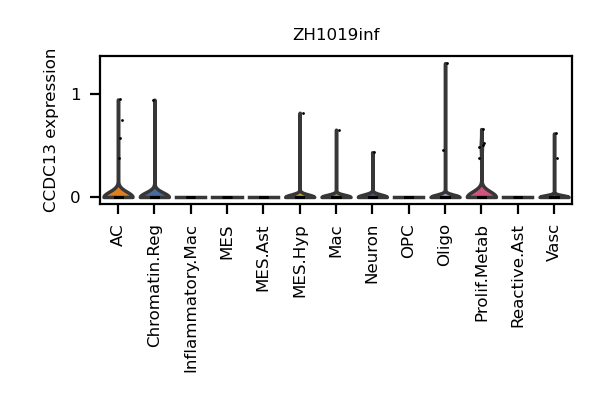 ZH1019inf
CCDC13 expression
1
0
AC
Chromatin.Reg
Inflammatory.Mac
MES
MES.Ast
MES.Hyp
Mac
Neuron
OPC
Oligo
Prolif.Metab
Reactive.Ast
Vasc